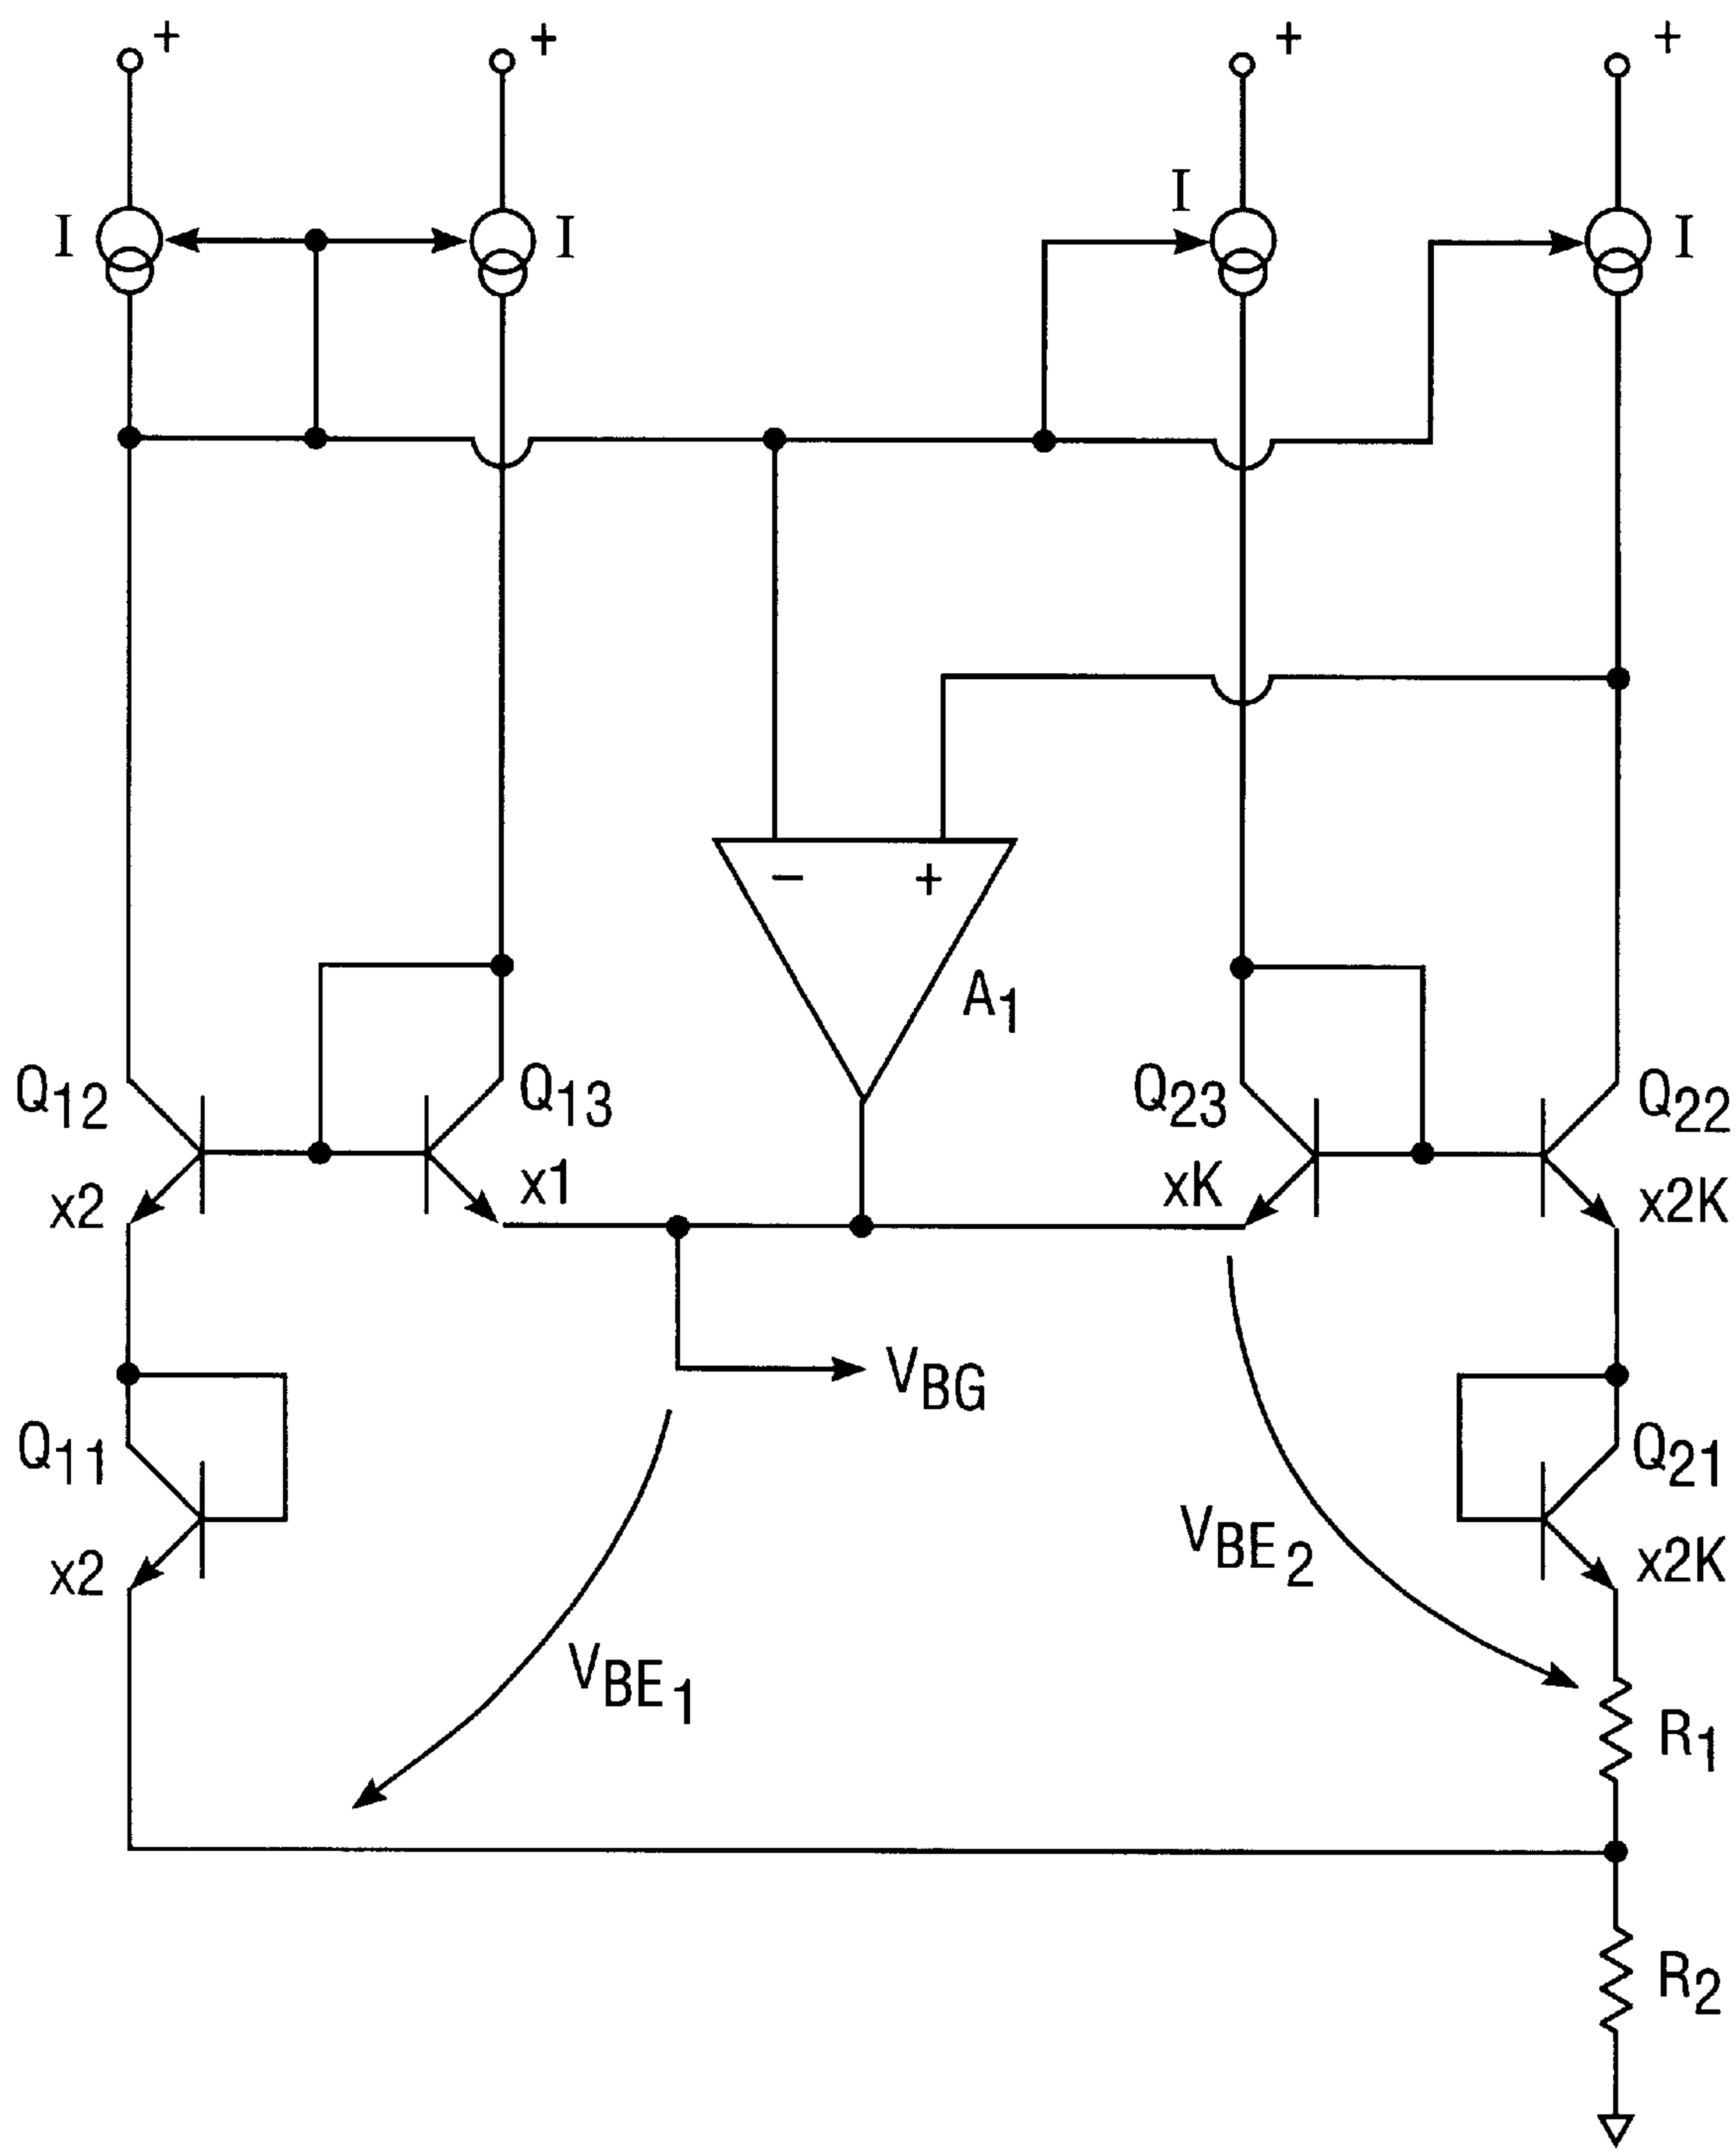 + + + +
I I I I
− +
A1
Q12 Q13 Q23 Q22
x2 x1 xK x2K
VBG
Q11 Q21
x2 x2K
VBE2
VBE1
R1
R2